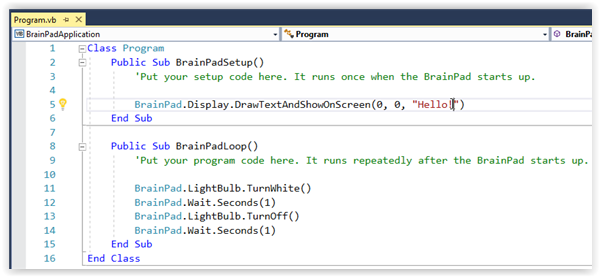 Program.vb
BrainPadApplication Program BrainPa
1 Class Program
2 Public Sub BrainPadSetup()
3 'Put your setup code here. It runs once when the BrainPad starts up.
4
5 BrainPad.Display.DrawTextAndShowOnScreen(0, 0, "Hello!")
6 End Sub
7
8 Public Sub BrainPadLoop()
9 'Put your program code here. It runs repeatedly after the BrainPad starts up.
10
11 BrainPad.LightBulb.TurnWhite()
12 BrainPad.Wait.Seconds(1)
13 BrainPad.LightBulb.TurnOff()
14 BrainPad.Wait.Seconds(1)
15 End Sub
16 End Class